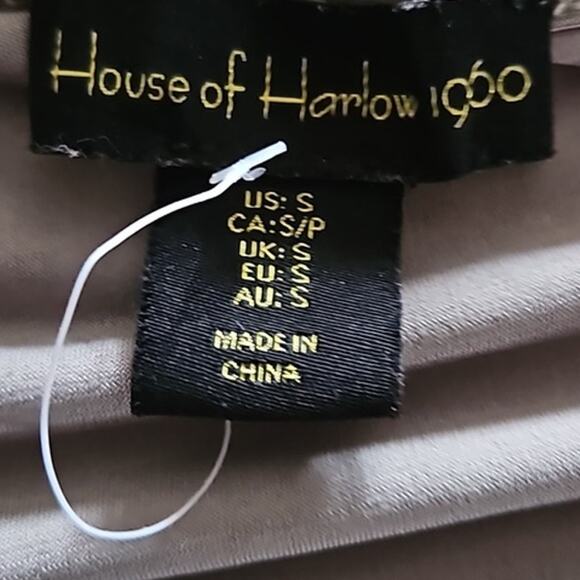 House of Harlow 1960
US: S
CA:S/P
UK: S
EU: S
AU: S
MADE IN
CHINA